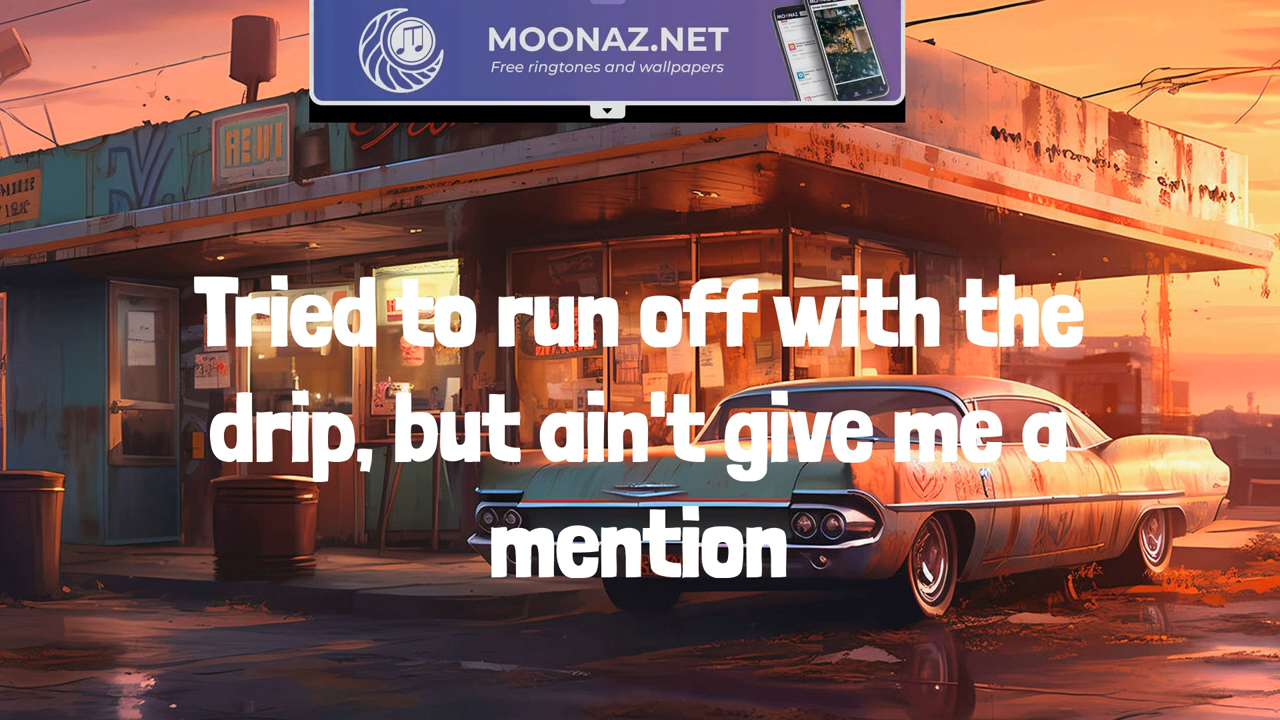 MOONAZ.NET
Free ringtones and wallpapers
Tried to run off with the
drip, but ain't give me a
mention